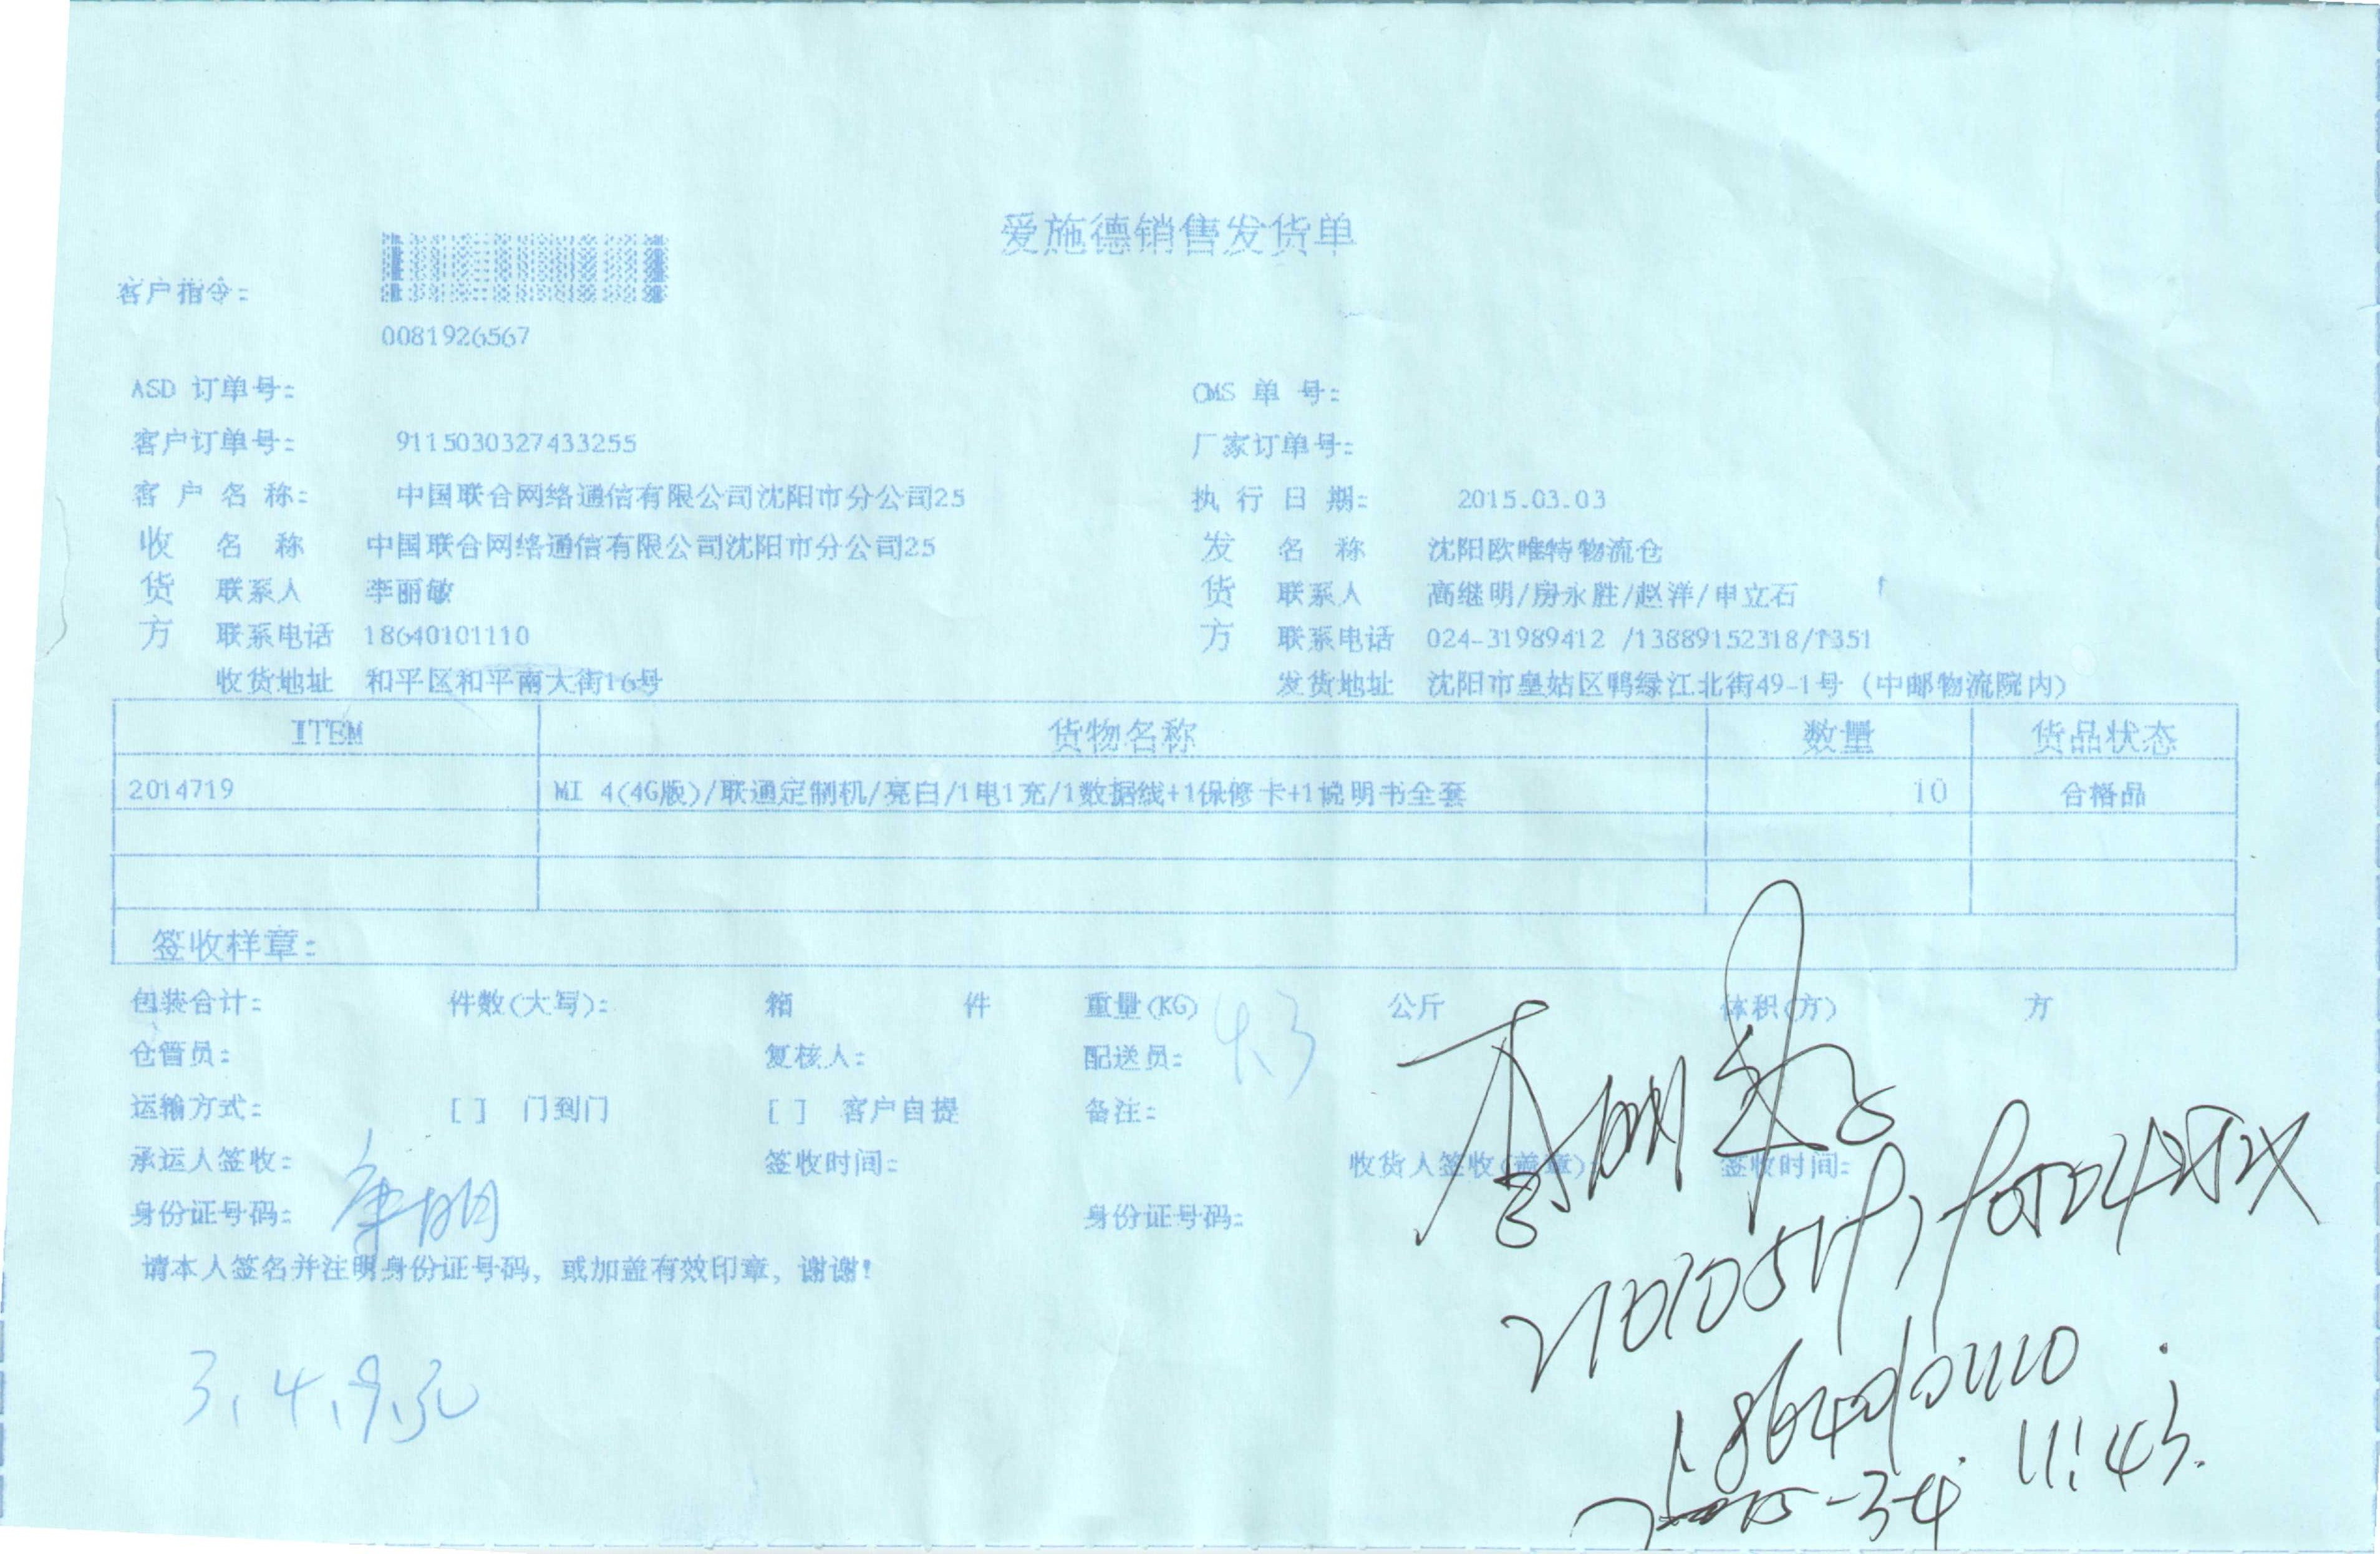 爱施德销售发货单
客户指令:
0081926567
ASD 订单号: OMS 单 号:
客户订单号: 9115030327433255 厂家订单号:
客 户 名 称: 中国联合网络通信有限公司沈阳市分公司25 执 行 日 期: 2015.03.03
收 名 称 中国联合网络通信有限公司沈阳市分公司25 发 名 称 沈阳欧唯特物流仓
货 联系人 李丽敏 货 联系人 高继明/房永胜/赵洋/申立石
方 联系电话 18640101110 方 联系电话 024-31989412 /13889152318/1351
收货地址 和平区和平南大街16号 发货地址 沈阳市皇姑区鸭绿江北街49-1号 (中邮物流院内)
ITEM 货物名称 数量 货品状态
2014719 MI 4(4G版)/联通定制机/亮白/1电1充/1数据线+1保修卡+1说明书全套 10 合格品
签收样章:
包装合计: 件数(大写): 箱 件 重量(KG) 公斤 体积(方) 方
仓管员: 复核人: 配送员: 4.3
运输方式: [ ] 门到门 [ ] 客户自提 备注:
承运人签收: 签收时间: 收货人签收(盖章): 李丽敏 签收时间:
身份证号码: 身份证号码:
请本人签名并注明身份证号码, 或加盖有效印章, 谢谢!
3.4.9.30
18640101110
2015-3-4 11:43.